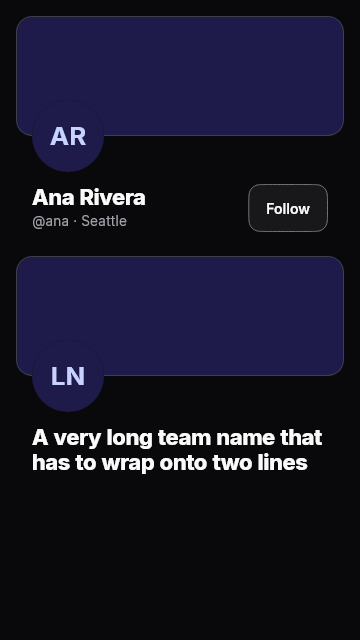 AR
Ana Rivera
@ana · Seattle
Follow
LN
A very long team name that
has to wrap onto two lines